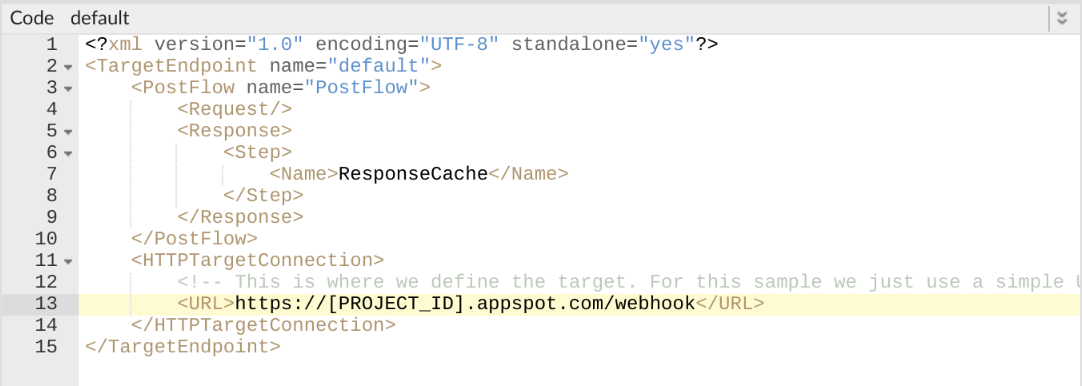 Code default
1 <?xml version="1.0" encoding="UTF-8" standalone="yes"?>
2 <TargetEndpoint name="default">
3 <PostFlow name="PostFlow">
4 <Request/>
5 <Response>
6 <Step>
7 <Name>ResponseCache</Name>
8 </Step>
9 </Response>
10 </PostFlow>
11 <HTTPTargetConnection>
12 <!-- This is where we define the target. For this sample we just use a simple
13 <URL>https://[PROJECT_ID].appspot.com/webhook</URL>
14 </HTTPTargetConnection>
15 </TargetEndpoint>